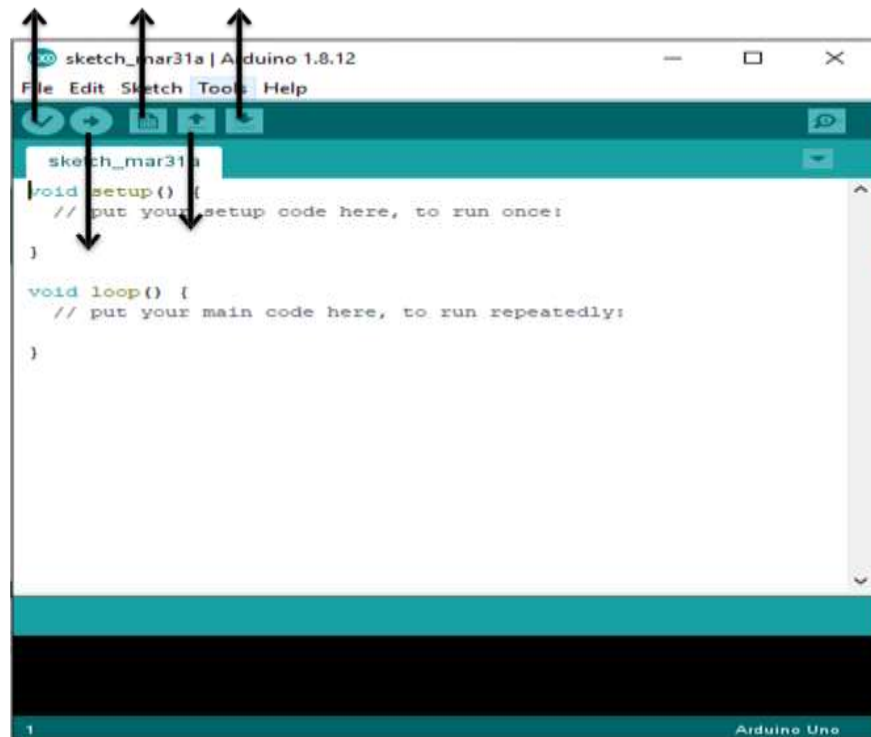 sketch_mar31a | Arduino 1.8.12
File Edit Sketch Tools Help
sketch_mar31a
void setup() {
// put your setup code here, to run once:
}
void loop() {
// put your main code here, to run repeatedly:
}
1
Arduino Uno